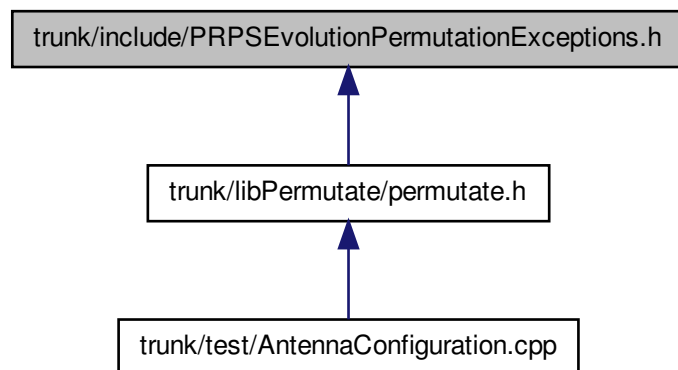 trunk/include/PRPSEvolutionPermutationExceptions.h
trunk/libPermutate/permutate.h
trunk/test/AntennaConfiguration.cpp